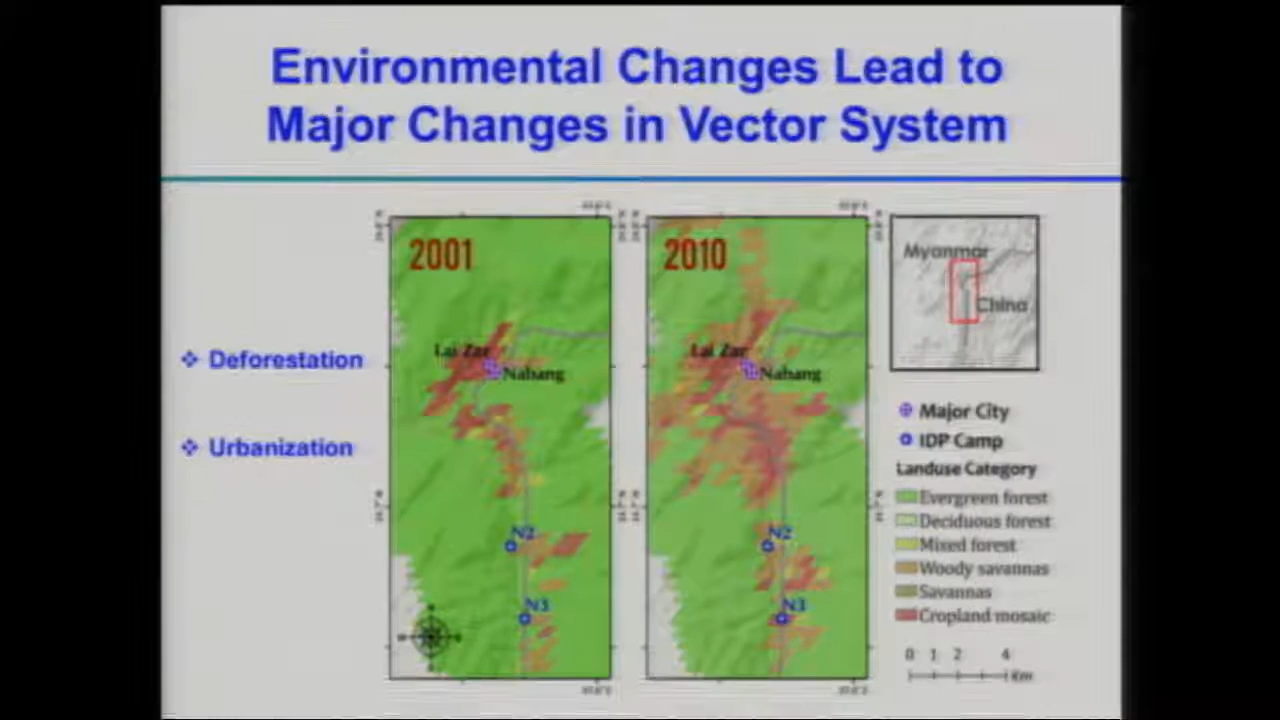 Environmental Changes Lead to
Major Changes in Vector System
❖ Deforestation
❖ Urbanization
2001
Lai Zar
Nabang
N2
N3
2010
Lai Zar
Nabang
N2
N3
Myanmar
China
Major City
IDP Camp
Landuse Category
Evergreen forest
Deciduous forest
Mixed forest
Woody savannas
Savannas
Cropland mosaic
0 1 2 4
Km